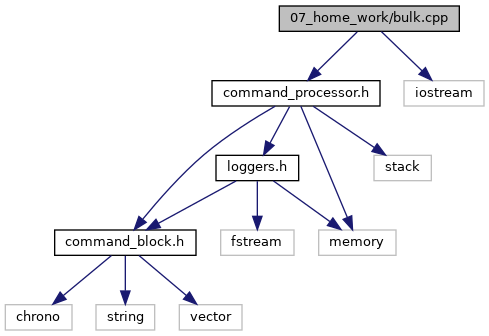 07_home_work/bulk.cpp
command_processor.h
iostream
loggers.h
stack
command_block.h
fstream
memory
chrono
string
vector